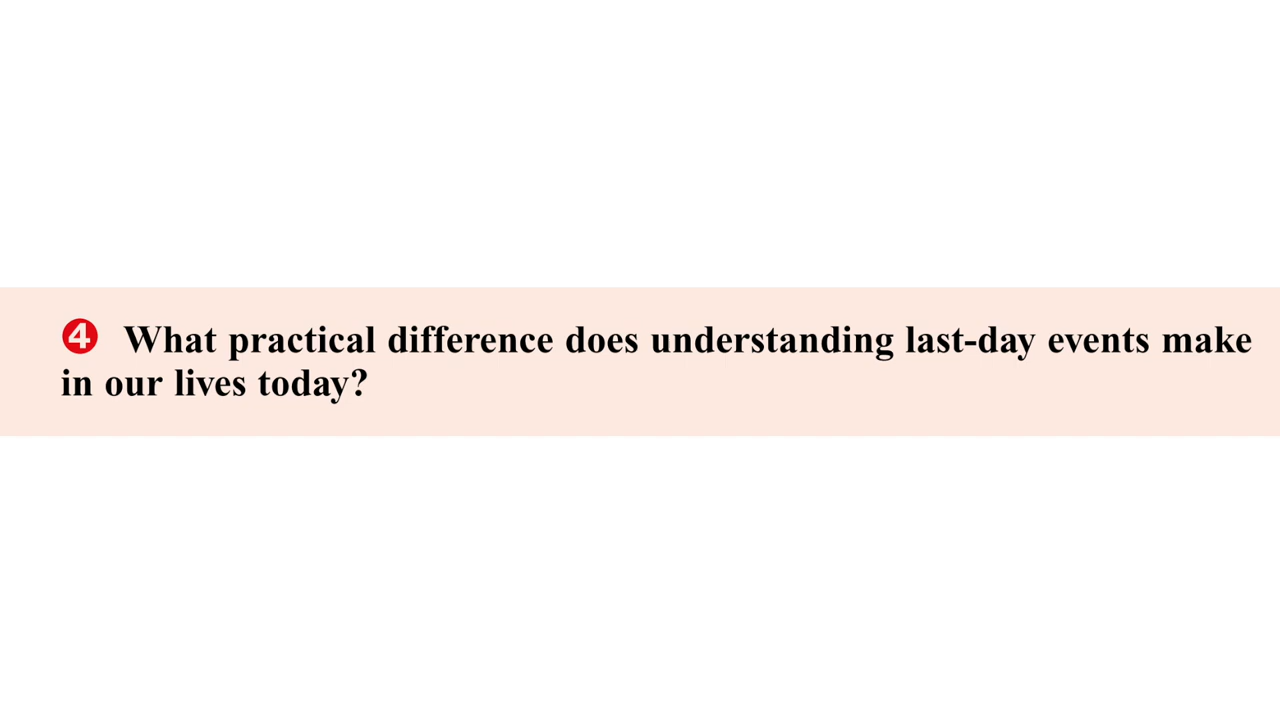 ❹ What practical difference does understanding last-day events make
in our lives today?